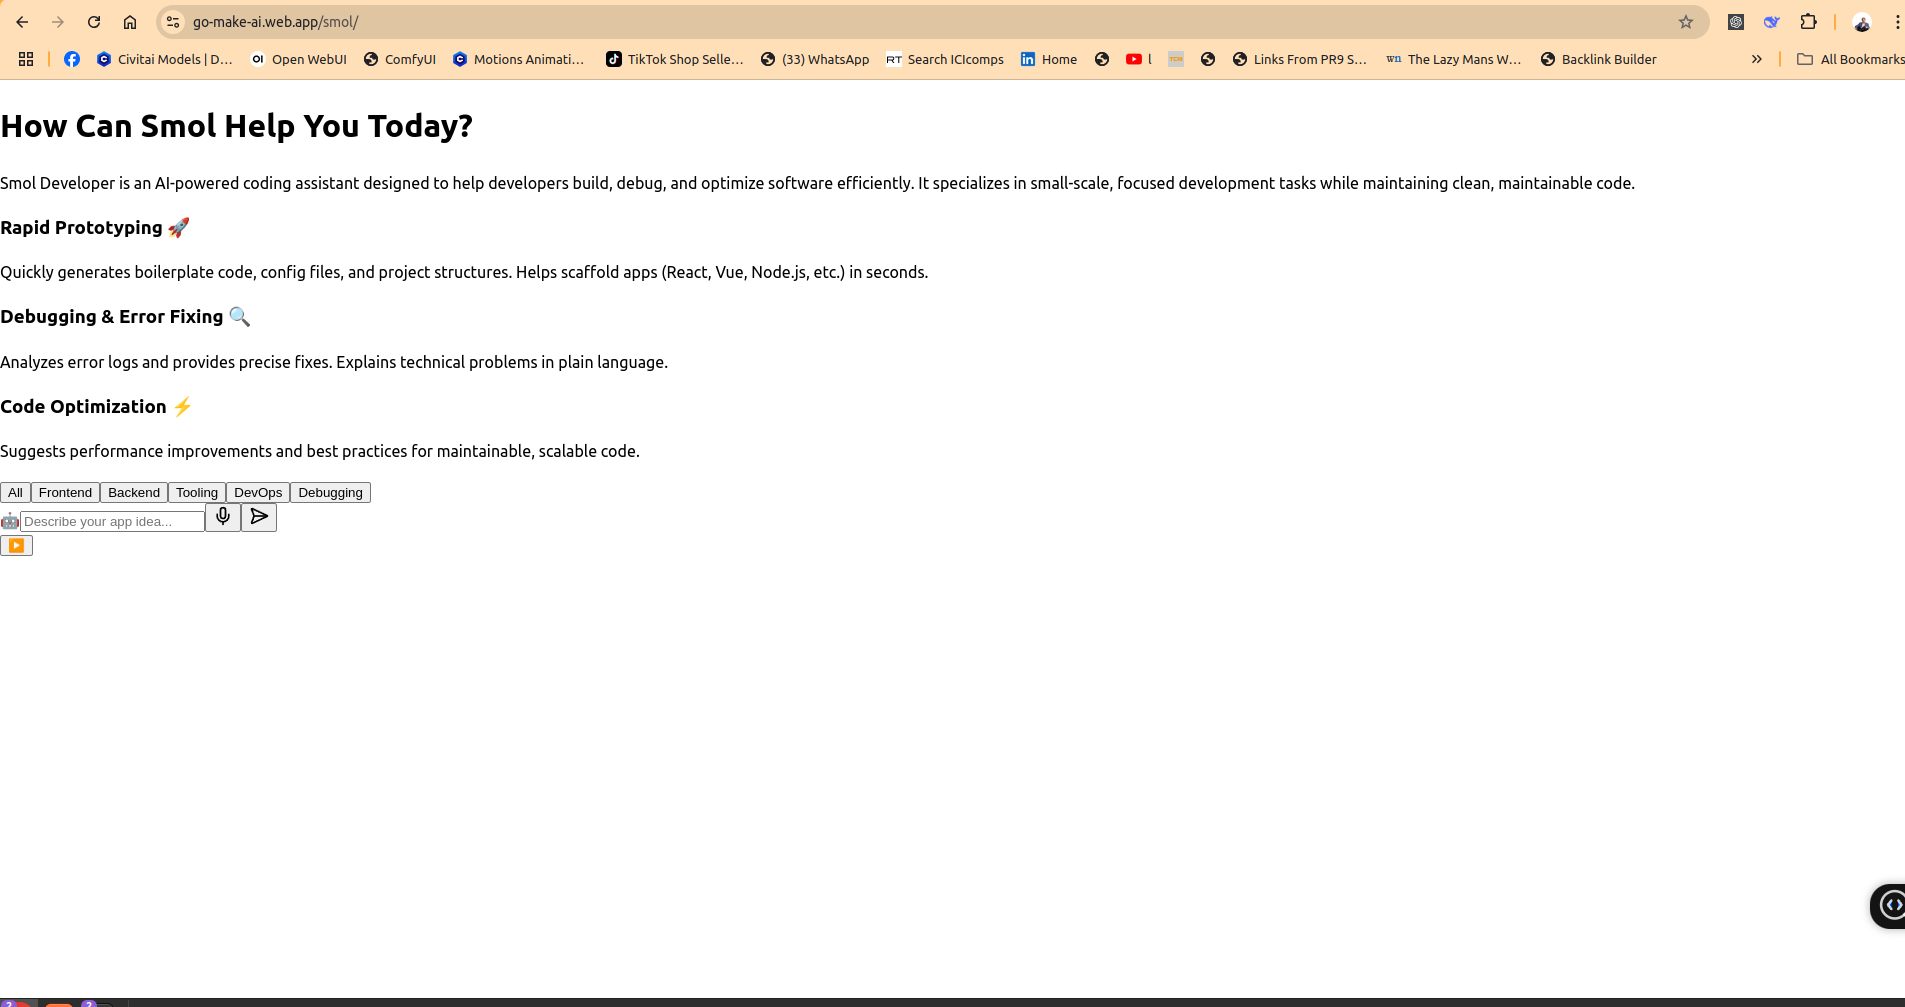 go-make-ai.web.app/smol/
Civitai Models | D... Open WebUI ComfyUI Motions Animati... TikTok Shop Selle... (33) WhatsApp RT Search ICIcomps Home l TCM Links From PR9 S... wn The Lazy Mans W... Backlink Builder All Bookmarks
How Can Smol Help You Today?
Smol Developer is an AI-powered coding assistant designed to help developers build, debug, and optimize software efficiently. It specializes in small-scale, focused development tasks while maintaining clean, maintainable code.
Rapid Prototyping 🚀
Quickly generates boilerplate code, config files, and project structures. Helps scaffold apps (React, Vue, Node.js, etc.) in seconds.
Debugging & Error Fixing 🔍
Analyzes error logs and provides precise fixes. Explains technical problems in plain language.
Code Optimization ⚡
Suggests performance improvements and best practices for maintainable, scalable code.
All Frontend Backend Tooling DevOps Debugging
Describe your app idea...